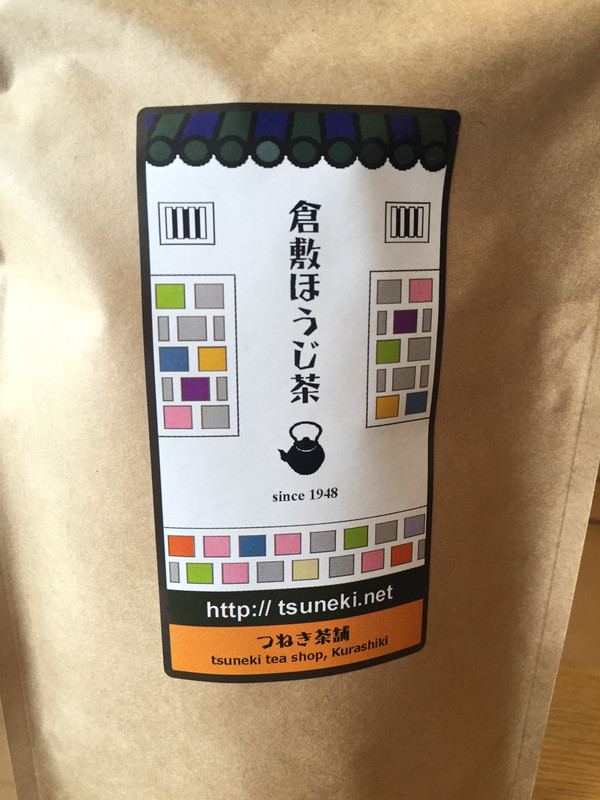 倉敷ほうじ茶
since 1948
http:// tsuneki.net
つねき茶舗
tsuneki tea shop, Kurashiki